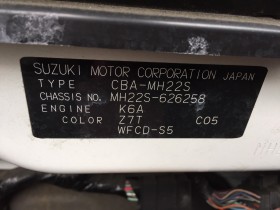 SUZUKI MOTOR CORPORATION JAPAN
TYPE CBA-MH22S
CHASSIS NO. MH22S-626258
ENGINE K6A
COLOR Z7T C05
WFCD-S5